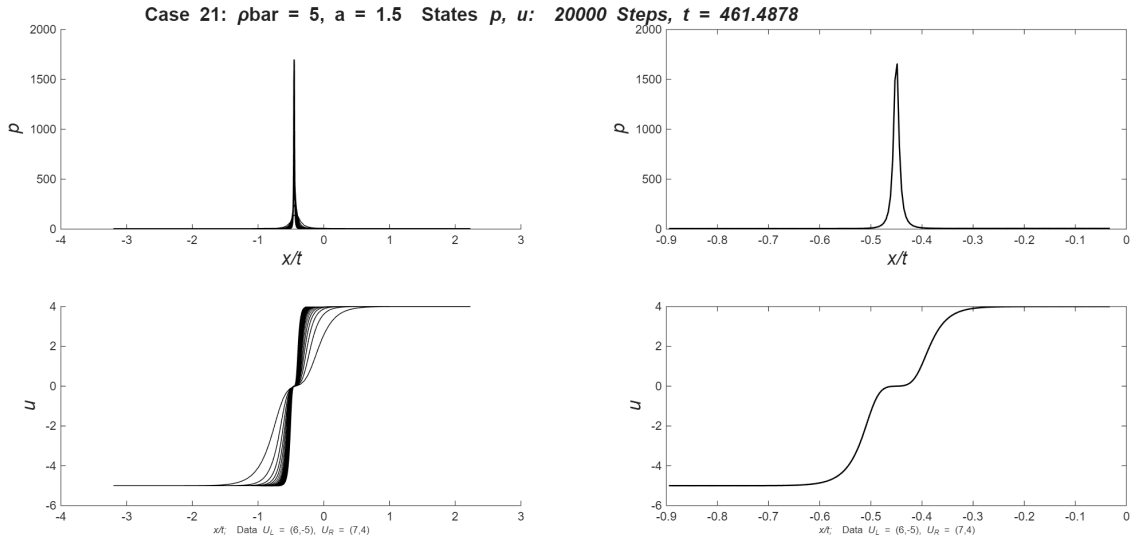 Case 21: ρbar = 5, a = 1.5 States p, u: 20000 Steps, t = 461.4878
2000
1500
1000
500
0
p
-4 -3 -2 -1 0 1 2 3
x/t
2000
1500
1000
500
0
p
-0.9 -0.8 -0.7 -0.6 -0.5 -0.4 -0.3 -0.2 -0.1 0
x/t
4
2
0
-2
-4
-6
u
-4 -3 -2 -1 0 1 2 3
x/t; Data U_L = (6,-5), U_R = (7,4)
4
2
0
-2
-4
-6
u
-0.9 -0.8 -0.7 -0.6 -0.5 -0.4 -0.3 -0.2 -0.1 0
x/t; Data U_L = (6,-5), U_R = (7,4)